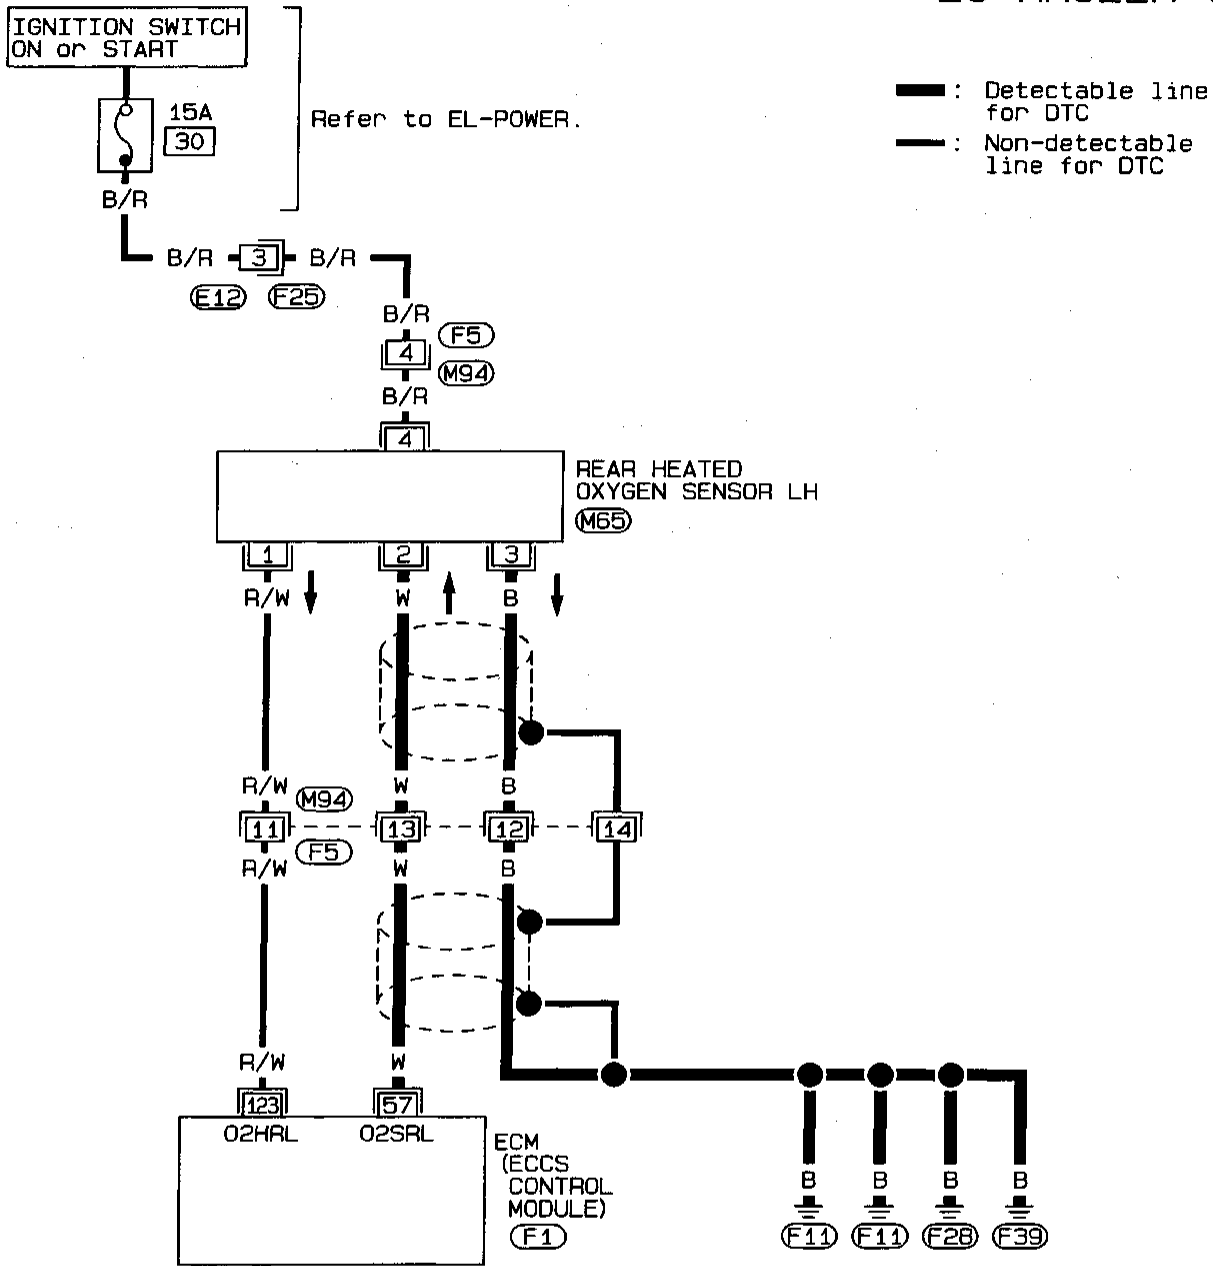 IGNITION SWITCH
ON or START
15A
30
Refer to EL-POWER.
: Detectable line
for DTC
: Non-detectable
line for DTC
B/R
B/R 3 B/R
E12 F25
B/R
F5
4
M94
B/R
4
REAR HEATED
OXYGEN SENSOR LH
M65
1 2 3
R/W W B
R/W W B
M94
11 13 12 14
F5
R/W W B
R/W W
123 57
O2HRL O2SRL
ECM
(ECCS
CONTROL
MODULE)
F1
B B B B
F11 F11 F28 F39